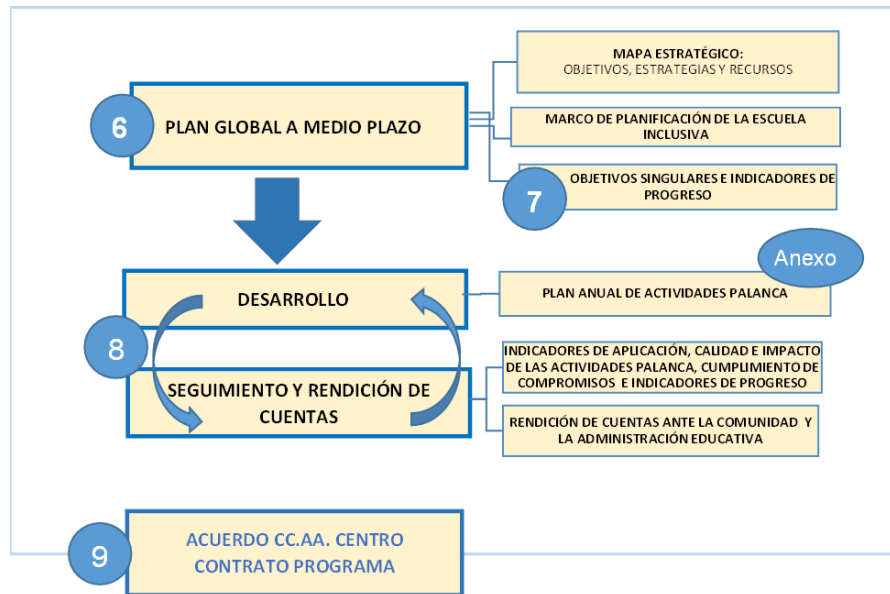 MAPA ESTRATÉGICO:
OBJETIVOS, ESTRATEGIAS Y RECURSOS
6
PLAN GLOBAL A MEDIO PLAZO
MARCO DE PLANIFICACIÓN DE LA ESCUELA
INCLUSIVA
7
OBJETIVOS SINGULARES E INDICADORES DE
PROGRESO
Anexo
DESARROLLO
PLAN ANUAL DE ACTIVIDADES PALANCA
8
SEGUIMIENTO Y RENDICIÓN DE
CUENTAS
INDICADORES DE APLICACIÓN, CALIDAD E IMPACTO
DE LAS ACTIVIDADES PALANCA, CUMPLIMIENTO DE
COMPROMISOS E INDICADORES DE PROGRESO
RENDICIÓN DE CUENTAS ANTE LA COMUNIDAD Y
LA ADMINISTRACIÓN EDUCATIVA
9
ACUERDO CC.AA. CENTRO
CONTRATO PROGRAMA